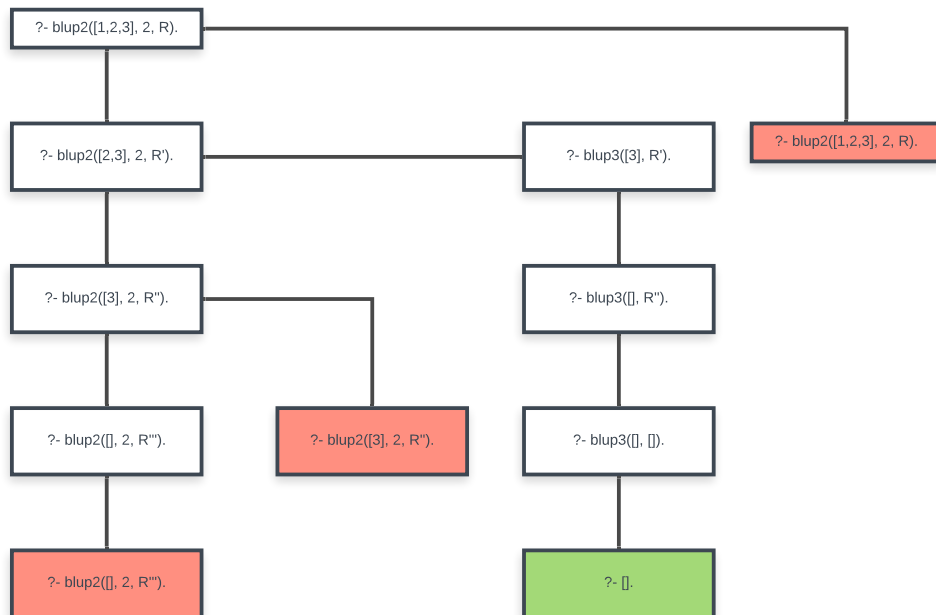 ?- blup2([1,2,3], 2, R).
?- blup2([1,2,3], 2, R).
?- blup2([2,3], 2, R').
?- blup3([3], R').
?- blup2([3], 2, R'').
?- blup3([], R'').
?- blup2([], 2, R''').
?- blup2([3], 2, R'').
?- blup3([], []).
?- blup2([], 2, R''').
?- [].